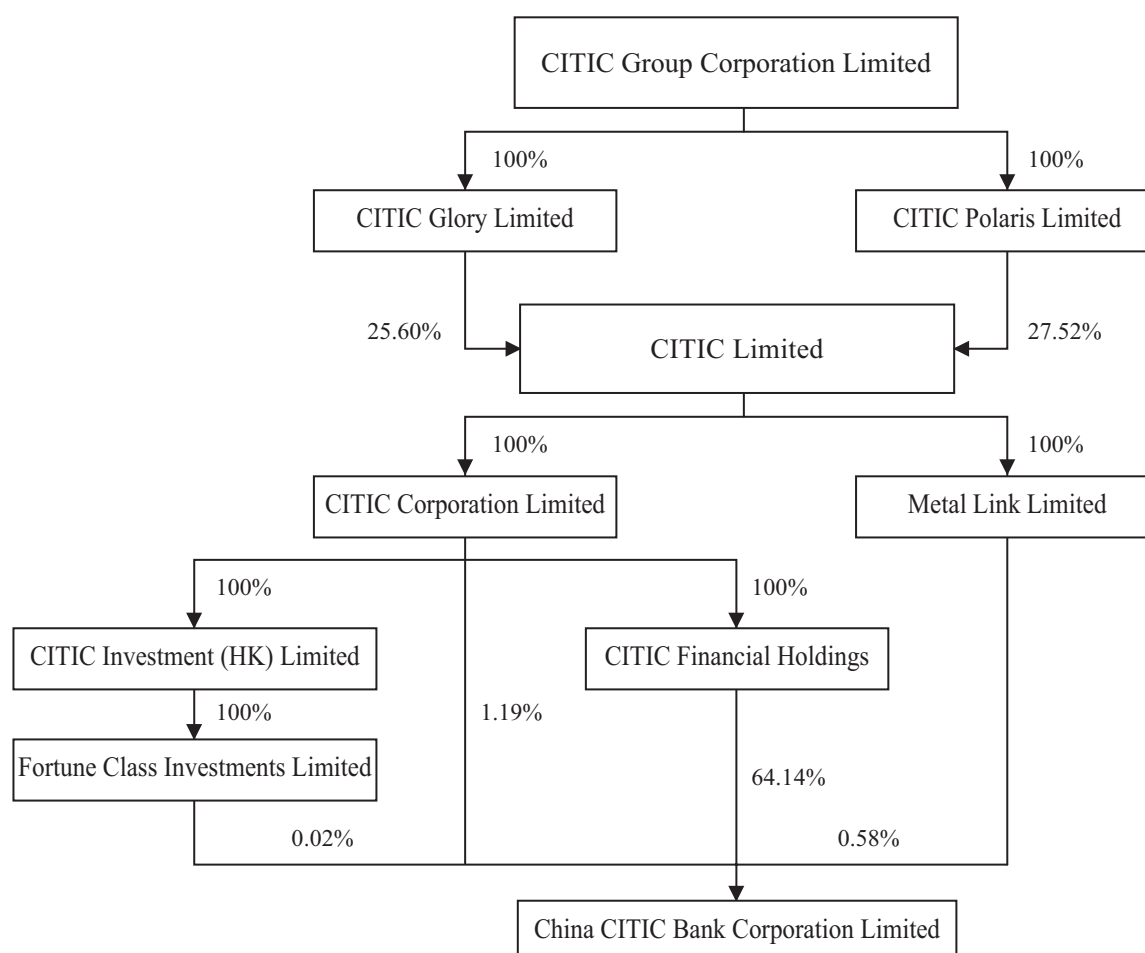 CITIC Group Corporation Limited
100%
100%
CITIC Glory Limited
CITIC Polaris Limited
25.60%
CITIC Limited
27.52%
100%
100%
CITIC Corporation Limited
Metal Link Limited
100%
100%
CITIC Investment (HK) Limited
CITIC Financial Holdings
100%
1.19%
Fortune Class Investments Limited
64.14%
0.02%
0.58%
China CITIC Bank Corporation Limited